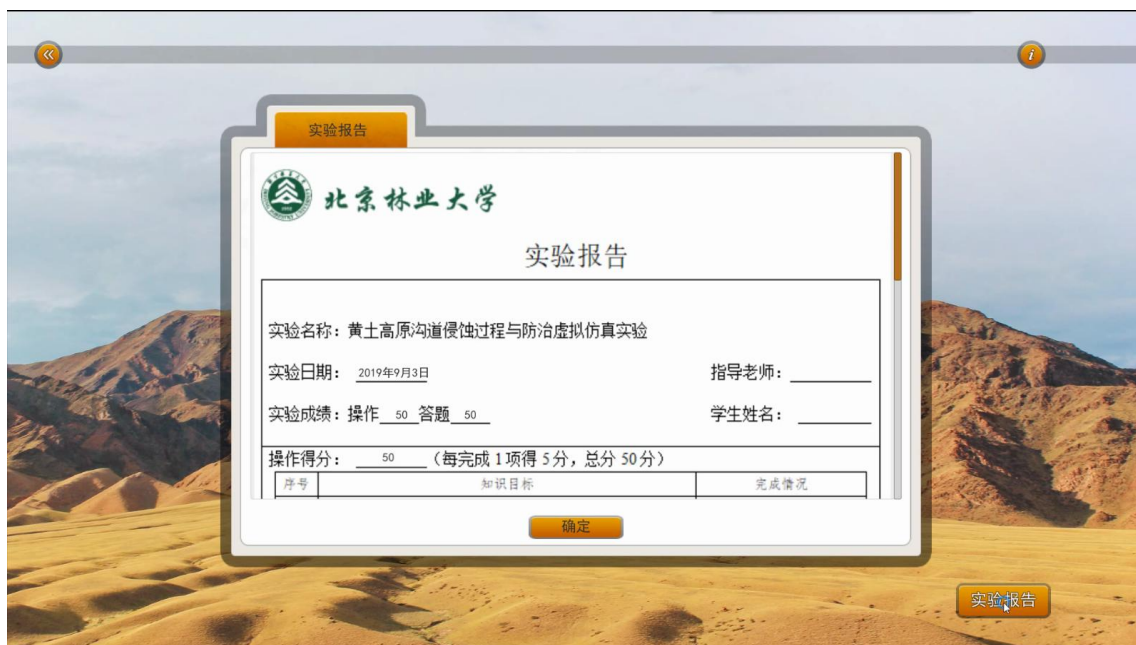 实验报告
北京林业大学
实验报告
实验名称：黄土高原沟道侵蚀过程与防治虚拟仿真实验
实验日期： 2019年9月3日 指导老师：
实验成绩：操作 50 答题 50 学生姓名：
操作得分： 50 （每完成 1 项得 5 分，总分 50 分）
序号 知识目标 完成情况
确定
实验报告